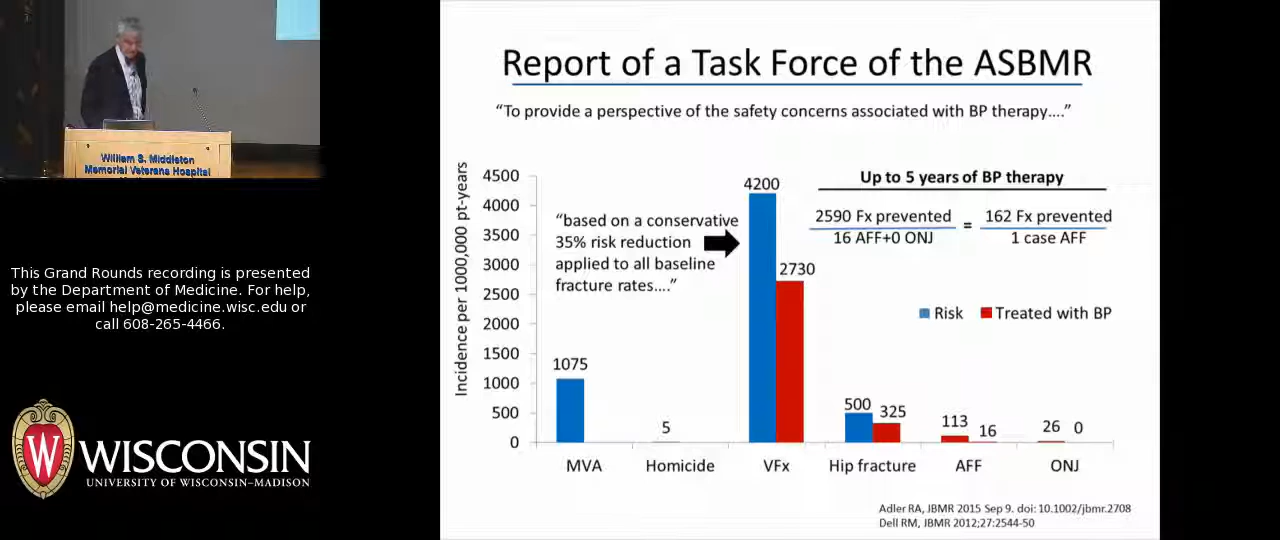 William S. Middleton
Memorial Veterans Hospital
This Grand Rounds recording is presented
by the Department of Medicine. For help,
please email help@medicine.wisc.edu or
call 608-265-4466.
W
WISCONSIN
UNIVERSITY OF WISCONSIN–MADISON
Report of a Task Force of the ASBMR
“To provide a perspective of the safety concerns associated with BP therapy....”
Incidence per 1000,000 pt-years
4500
4000
3500
3000
2500
2000
1500
1000
500
0
“based on a conservative
35% risk reduction
applied to all baseline
fracture rates....”
Up to 5 years of BP therapy
2590 Fx prevented = 162 Fx prevented
16 AFF+0 ONJ 1 case AFF
Risk Treated with BP
1075
5
4200
2730
500
325
113
16
26
0
MVA Homicide VFx Hip fracture AFF ONJ
Adler RA, JBMR 2015 Sep 9. doi: 10.1002/jbmr.2708
Dell RM, JBMR 2012;27:2544-50